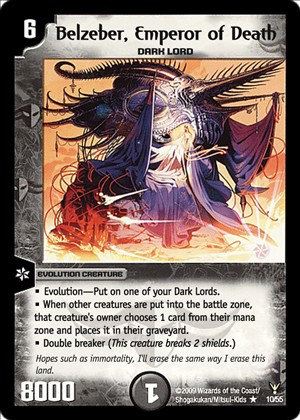 6
Belzeber, Emperor of Death
DARK LORD
EVOLUTION CREATURE
▪ Evolution—Put on one of your Dark Lords.
▪ When other creatures are put into the battle zone,
that creature's owner chooses 1 card from their mana
zone and places it in their graveyard.
▪ Double breaker (This creature breaks 2 shields.)
Hopes such as immortality, I'll erase the same way I erase this
land.
8000
1
©2009 Wizards of the Coast/
Shogakukan/Mitsui-Kids ★ 10/55